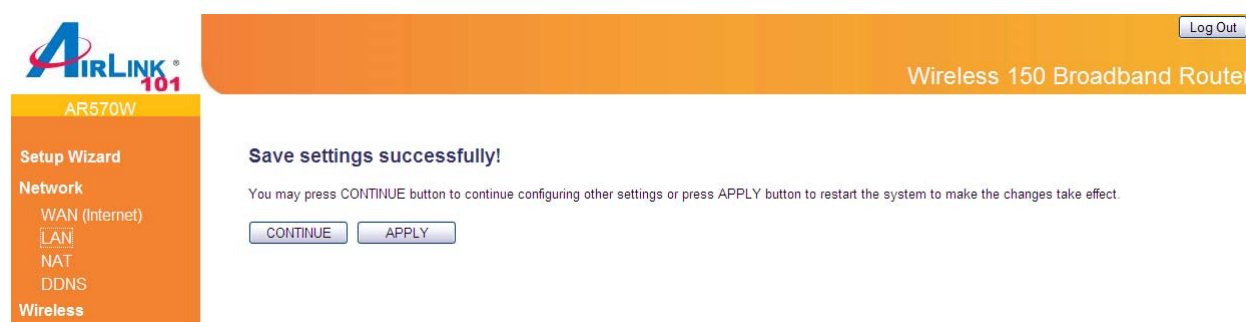 AIRLINK ®
101
Log Out
Wireless 150 Broadband Router
AR570W
Setup Wizard
Network
WAN (Internet)
LAN
NAT
DDNS
Wireless
Save settings successfully!
You may press CONTINUE button to continue configuring other settings or press APPLY button to restart the system to make the changes take effect.
CONTINUE APPLY